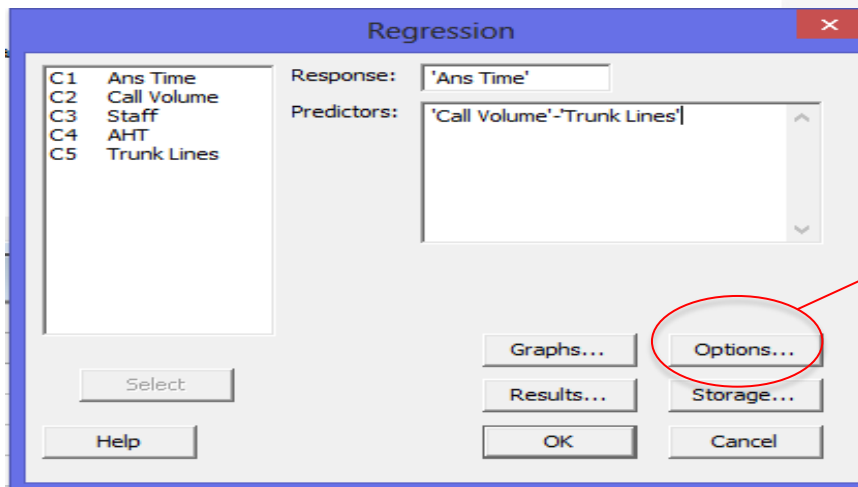 Regression
C1 Ans Time
C2 Call Volume
C3 Staff
C4 AHT
C5 Trunk Lines
Response: 'Ans Time'
Predictors: 'Call Volume'-'Trunk Lines'
Graphs... Options...
Select
Results... Storage...
Help OK Cancel